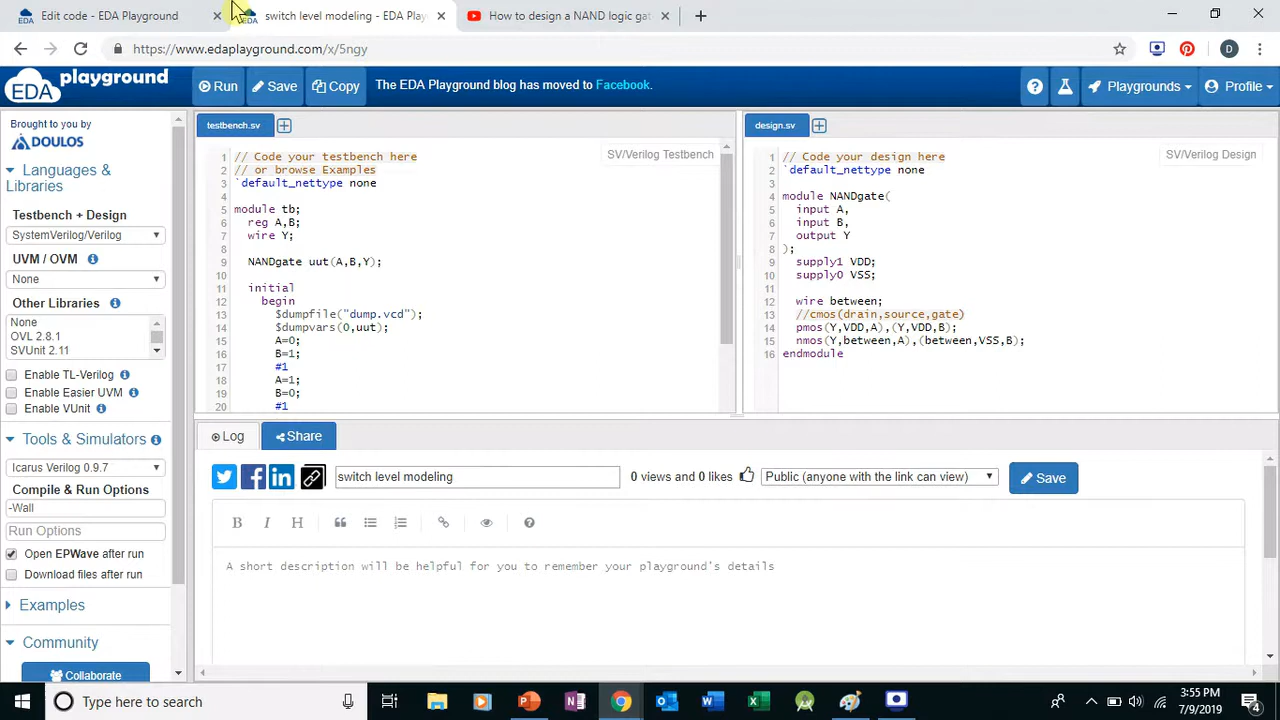 Edit code - EDA Playground
switch level modeling - EDA Play
How to design a NAND logic gat
https://www.edaplayground.com/x/5ngy
D
EDA playground
Run
Save
Copy
The EDA Playground blog has moved to Facebook.
Playgrounds
Profile
Brought to you by
DOULOS
Languages &
Libraries
Testbench + Design
SystemVerilog/Verilog
UVM / OVM
None
Other Libraries
None
OVL 2.8.1
SVUnit 2.11
Enable TL-Verilog
Enable Easier UVM
Enable VUnit
Tools & Simulators
Icarus Verilog 0.9.7
Compile & Run Options
-Wall
Run Options
Open EPWave after run
Download files after run
Examples
Community
Collaborate
testbench.sv
SV/Verilog Testbench
1 // Code your testbench here
2 // or browse Examples
3 `default_nettype none
4
5 module tb;
6 reg A,B;
7 wire Y;
8
9 NANDgate uut(A,B,Y);
10
11 initial
12 begin
13 $dumpfile("dump.vcd");
14 $dumpvars(0,uut);
15 A=0;
16 B=1;
17 #1
18 A=1;
19 B=0;
20 #1
design.sv
SV/Verilog Design
1 // Code your design here
2 `default_nettype none
3
4 module NANDgate(
5 input A,
6 input B,
7 output Y
8 );
9 supply1 VDD;
10 supply0 VSS;
11
12 wire between;
13 //cmos(drain,source,gate)
14 pmos(Y,VDD,A),(Y,VDD,B);
15 nmos(Y,between,A),(between,VSS,B);
16 endmodule
Log
Share
switch level modeling
0 views and 0 likes
Public (anyone with the link can view)
Save
B I H
A short description will be helpful for you to remember your playground's details
Type here to search
3:55 PM
7/9/2019
4